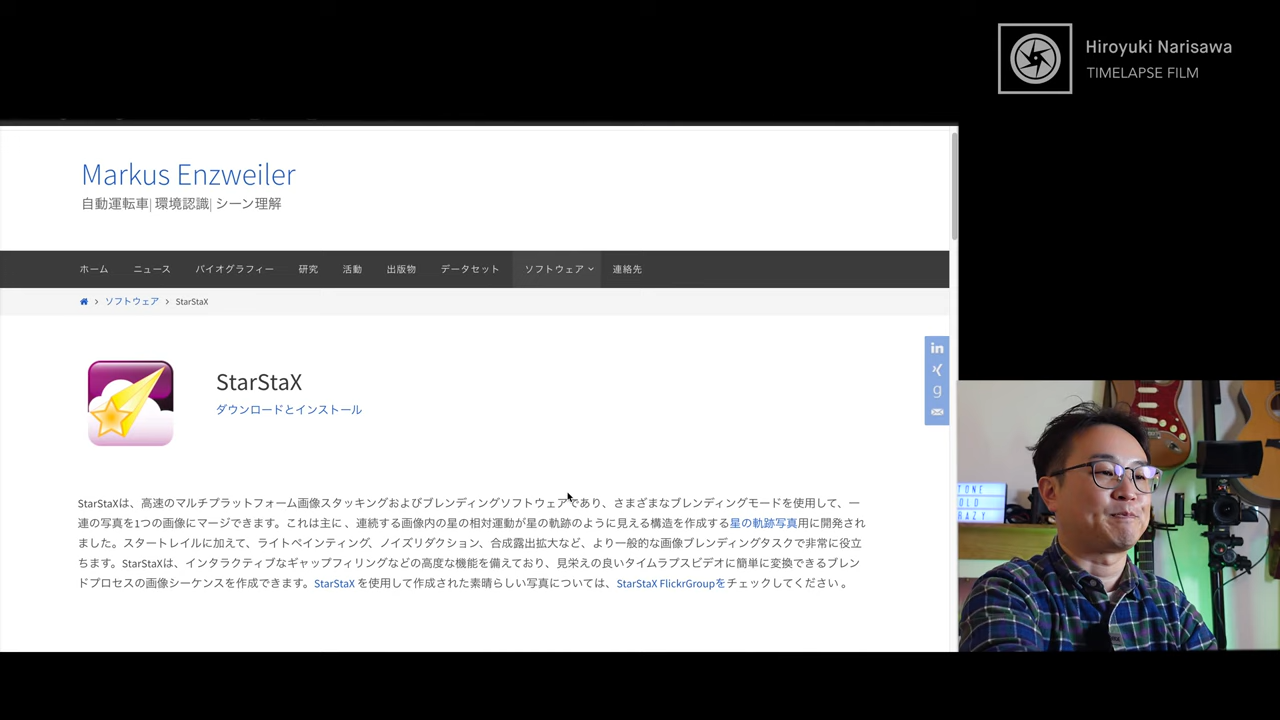 Hiroyuki Narisawa
TIMELAPSE FILM
Markus Enzweiler
自動運転車| 環境認識| シーン理解
ホーム ニュース バイオグラフィー 研究 活動 出版物 データセット ソフトウェア 連絡先
ソフトウェア StarStaX
StarStaX
ダウンロードとインストール
in
g
StarStaXは、高速のマルチプラットフォーム画像スタッキングおよびブレンディングソフトウェアであり、さまざまなブレンディングモードを使用して、一
連の写真を1つの画像にマージできます。これは主に 、連続する画像内の星の相対運動が星の軌跡のように見える構造を作成する星の軌跡写真用に開発され
ました。スタートレイルに加えて、ライトペインティング、ノイズリダクション、合成露出拡大など、より一般的な画像ブレンディングタスクで非常に役立
ちます。StarStaXは、インタラクティブなギャップフィリングなどの高度な機能を備えており、見栄えの良いタイムラプスビデオに簡単に変換できるブレン
ドプロセスの画像シーケンスを作成できます。StarStaX を使用して作成された素晴らしい写真については、StarStaX FlickrGroupをチェックしてください 。
TONE
OLD
RAZY